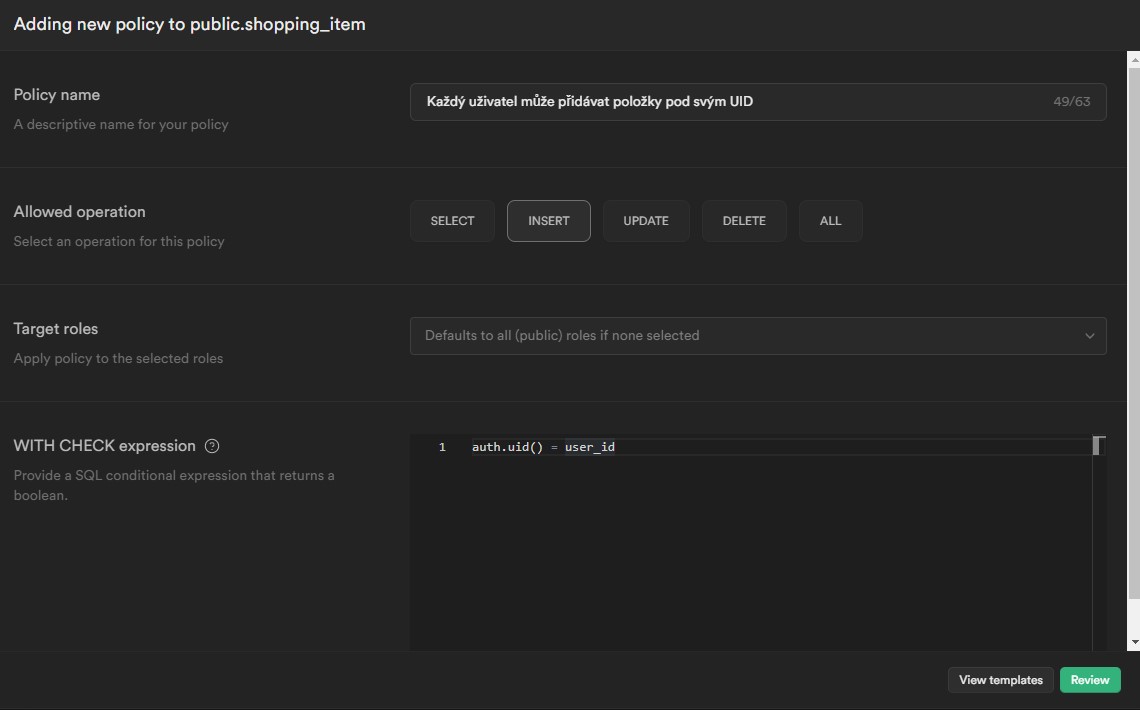 Adding new policy to public.shopping_item
Policy name
A descriptive name for your policy
Každý uživatel může přidávat položky pod svým UID
49/63
Allowed operation
Select an operation for this policy
SELECT
INSERT
UPDATE
DELETE
ALL
Target roles
Apply policy to the selected roles
Defaults to all (public) roles if none selected
WITH CHECK expression ?
Provide a SQL conditional expression that returns a
boolean.
1
auth.uid() = user_id
View templates
Review